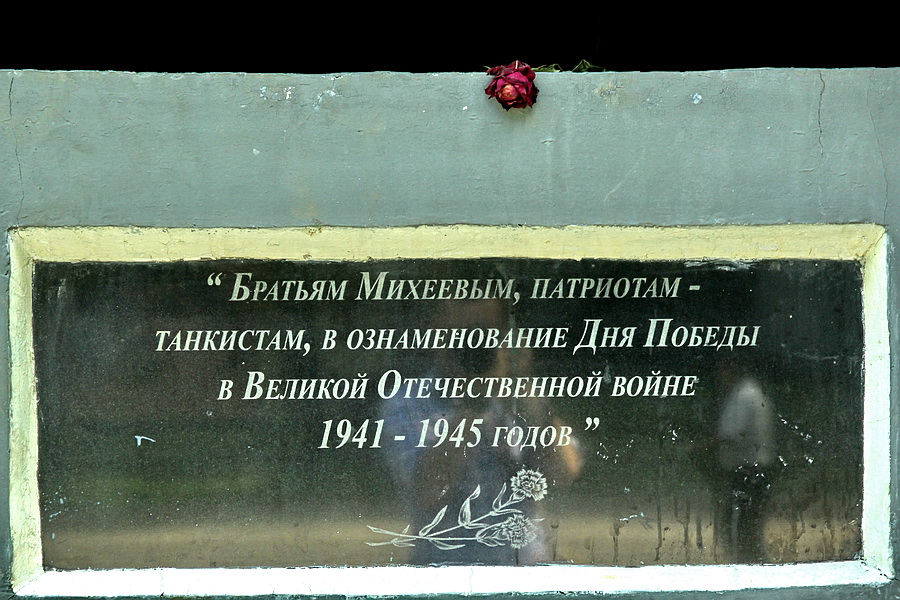 “ Братьям Михеевым, патриотам -
танкистам, в ознаменование Дня Победы
в Великой Отечественной войне
1941 - 1945 годов ”